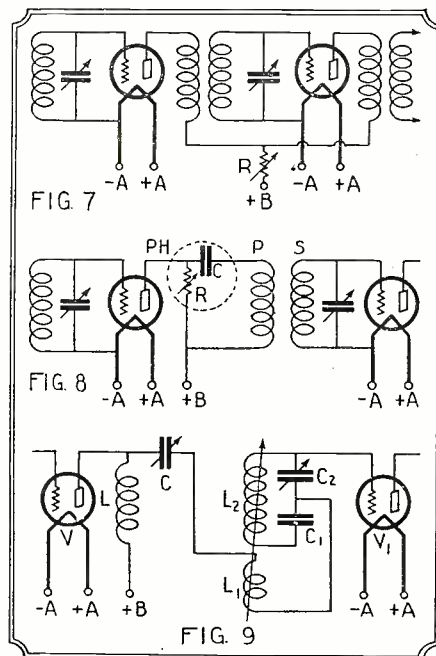 R
-A +A -A +A
+B
FIG. 7
PH C P S
R
FIG. 8
-A +A +B -A +A
C
L L2 C2
C1
V L1 V1
-A +A +B -A +A
FIG. 9